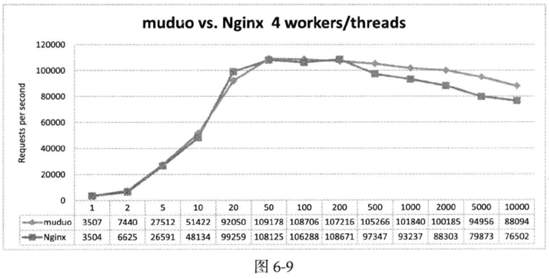 muduo vs. Nginx 4 workers/threads
Requests per second
120000
100000
80000
60000
40000
20000
0
1 2 5 10 20 50 100 200 500 1000 2000 5000 10000
muduo 3507 7440 27512 51422 92050 109178 108706 107216 105266 101840 100185 94956 88094
Nginx 3504 6625 26591 48134 99259 108125 106288 108671 97347 93237 88303 79873 76502
图 6-9